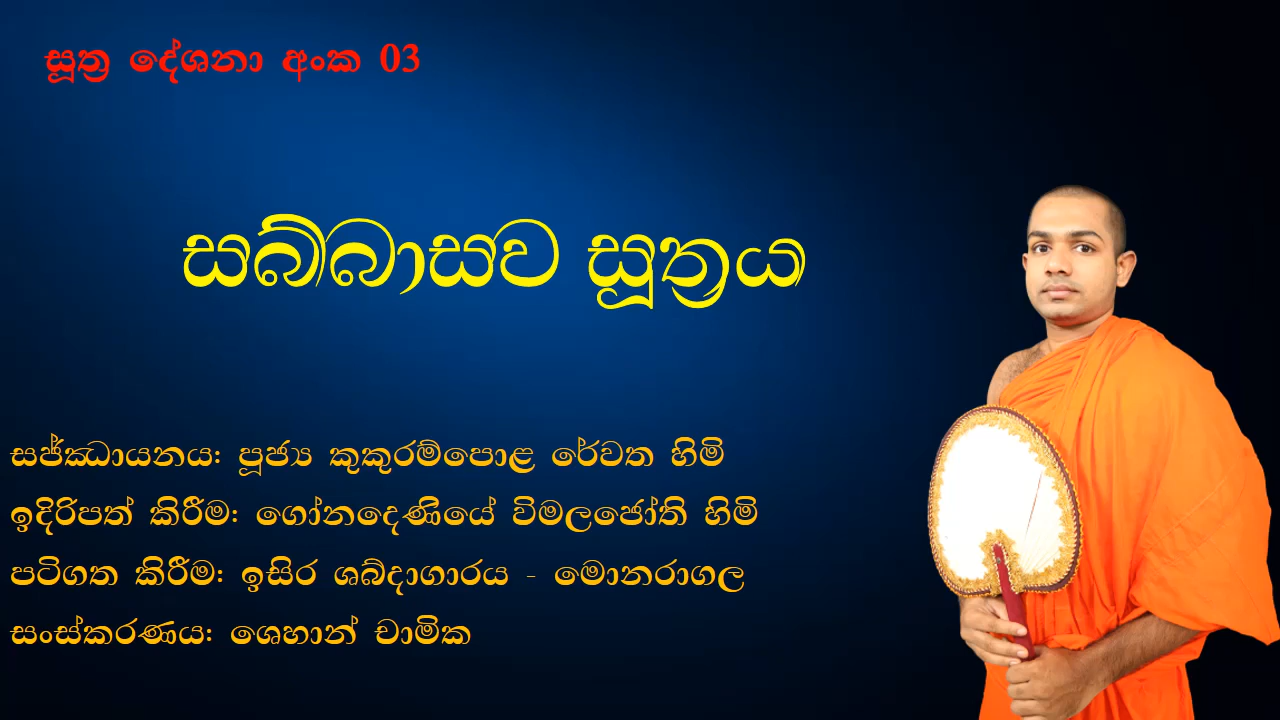 සූත්‍ර දේශනා අංක 03
සබ්බාසව සූත්‍රය
සජ්ඣායනය: පූජ්‍ය කුකුරම්පොළ රේවත හිමි
ඉදිරිපත් කිරීම: ගෝනදෙණියේ විමලජෝති හිමි
පටිගත කිරීම: ඉසිර ශබ්දාගාරය - මොනරාගල
සංස්කරණය: ශෙහාන් චාමික